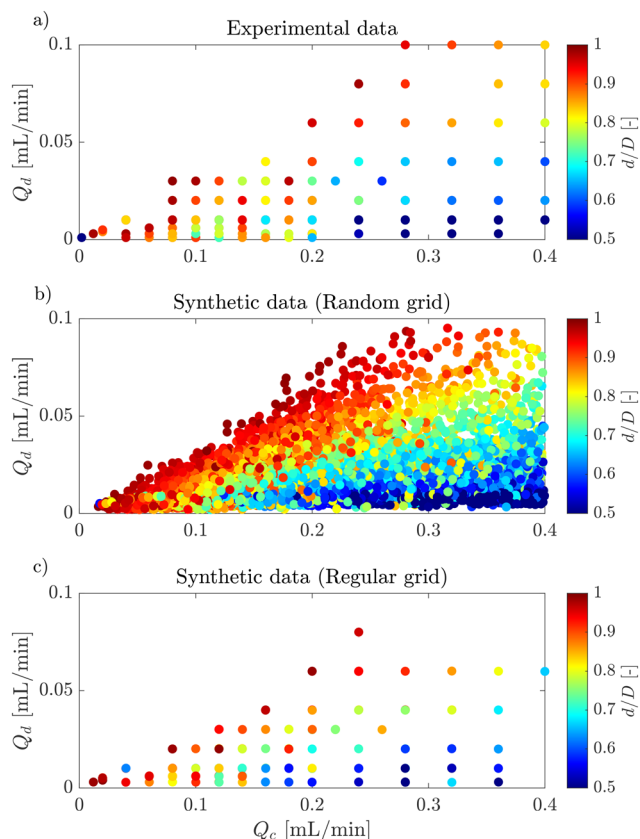 a)
Experimental data
0.1
0.05
0
0 0.1 0.2 0.3 0.4
Q_d [mL/min]
1
0.9
0.8
0.7
0.6
0.5
d/D [-]
b)
Synthetic data (Random grid)
0.1
0.05
0
0 0.1 0.2 0.3 0.4
Q_d [mL/min]
1
0.9
0.8
0.7
0.6
0.5
d/D [-]
c)
Synthetic data (Regular grid)
0.1
0.05
0
0 0.1 0.2 0.3 0.4
Q_d [mL/min]
Q_c [mL/min]
1
0.9
0.8
0.7
0.6
0.5
d/D [-]